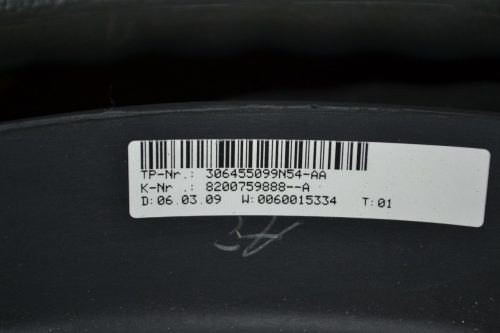 TP-Nr.: 306455099N54-AA
K-Nr .: 8200759888--A
D:06.03.09 W:0060015334 T:01